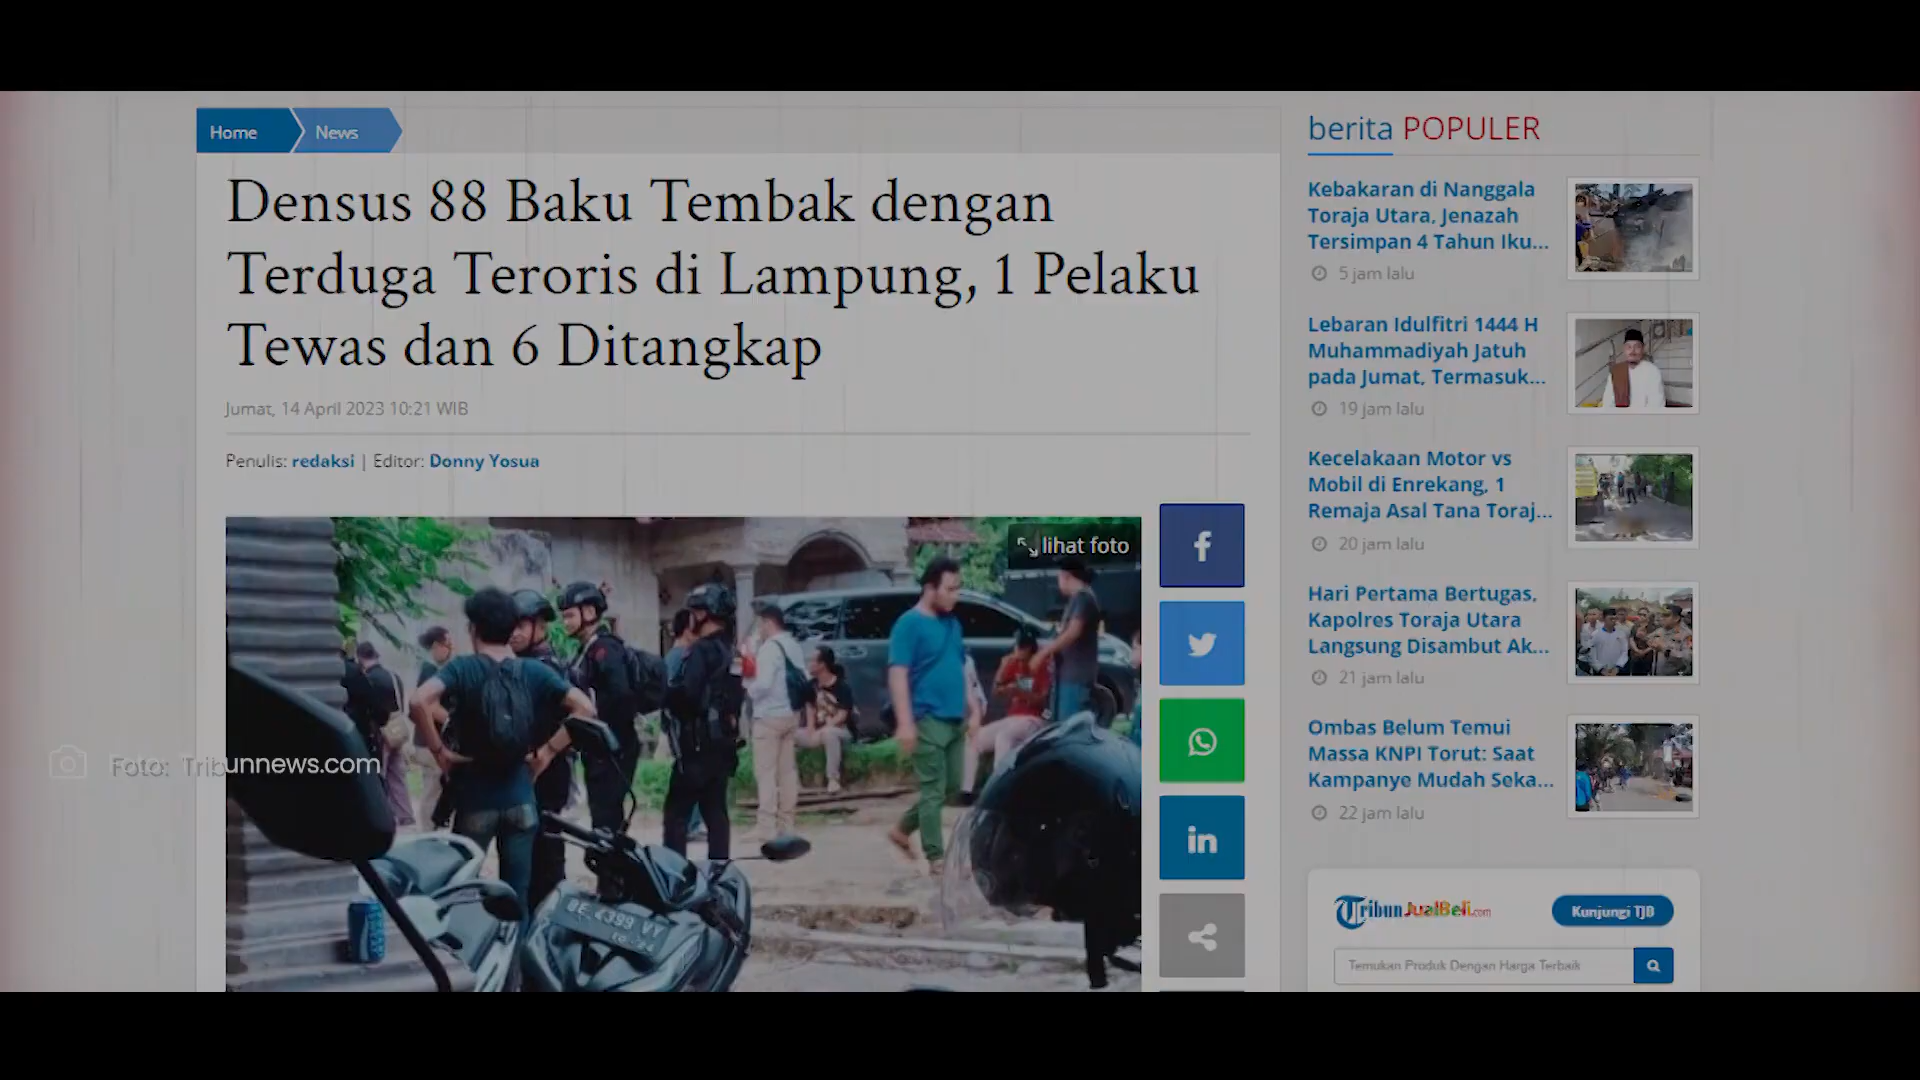 Home
News
Densus 88 Baku Tembak dengan
Terduga Teroris di Lampung, 1 Pelaku
Tewas dan 6 Ditangkap
Jumat, 14 April 2023 10:21 WIB
Penulis: redaksi | Editor: Donny Yosua
lihat foto
Foto: Tribunnews.com
BE 4399 VY
berita POPULER
Kebakaran di Nanggala
Toraja Utara, Jenazah
Tersimpan 4 Tahun Iku...
5 jam lalu
Lebaran Idulfitri 1444 H
Muhammadiyah Jatuh
pada Jumat, Termasuk...
19 jam lalu
Kecelakaan Motor vs
Mobil di Enrekang, 1
Remaja Asal Tana Toraj...
20 jam lalu
Hari Pertama Bertugas,
Kapolres Toraja Utara
Langsung Disambut Ak...
21 jam lalu
Ombas Belum Temui
Massa KNPI Torut: Saat
Kampanye Mudah Seka...
22 jam lalu
TribunJualBeli.com
Kunjungi TJB
Temukan Produk Dengan Harga Terbaik